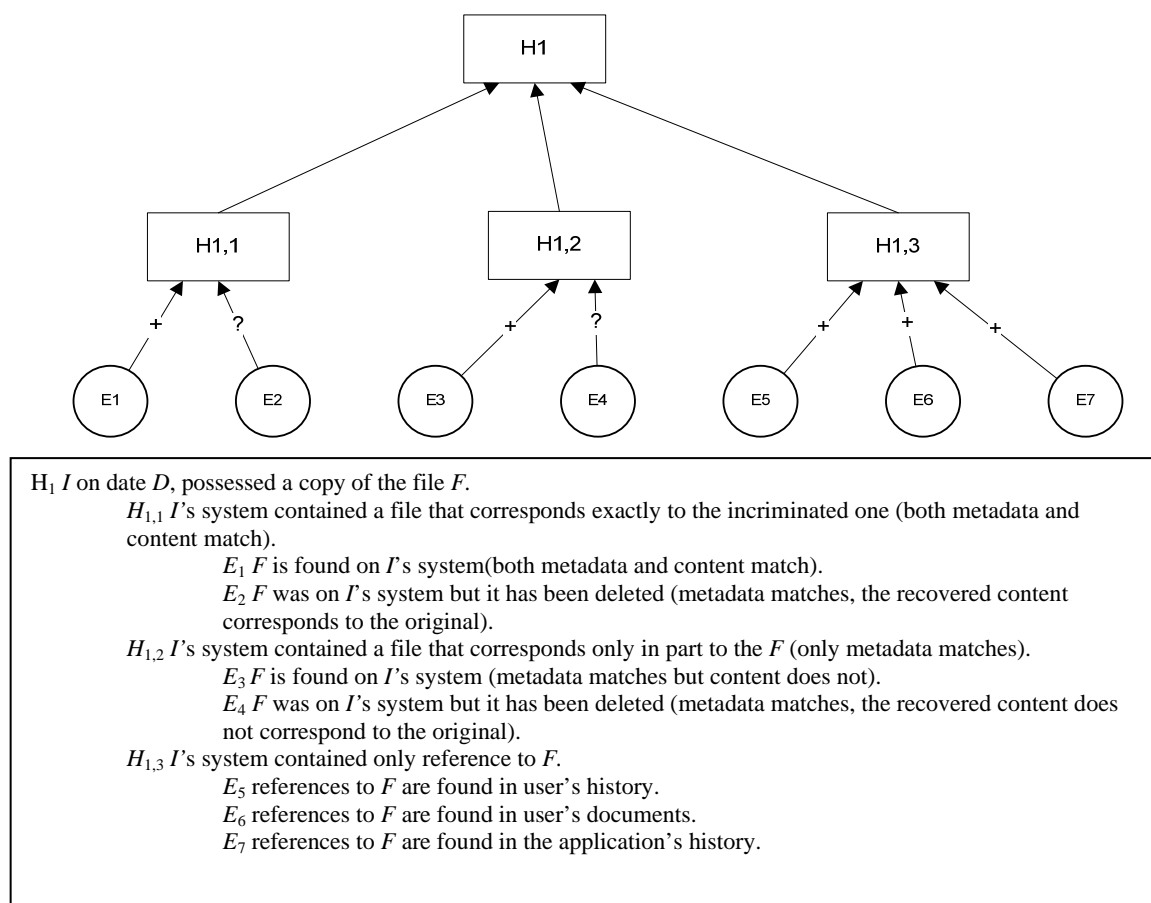 H1
H1,1 H1,2 H1,3
+ ? + ? + + +
E1 E2 E3 E4 E5 E6 E7
H₁ I on date D, possessed a copy of the file F.
H₁,₁ I's system contained a file that corresponds exactly to the incriminated one (both metadata and
content match).
E₁ F is found on I's system(both metadata and content match).
E₂ F was on I's system but it has been deleted (metadata matches, the recovered content
corresponds to the original).
H₁,₂ I's system contained a file that corresponds only in part to the F (only metadata matches).
E₃ F is found on I's system (metadata matches but content does not).
E₄ F was on I's system but it has been deleted (metadata matches, the recovered content does
not correspond to the original).
H₁,₃ I's system contained only reference to F.
E₅ references to F are found in user's history.
E₆ references to F are found in user's documents.
E₇ references to F are found in the application's history.